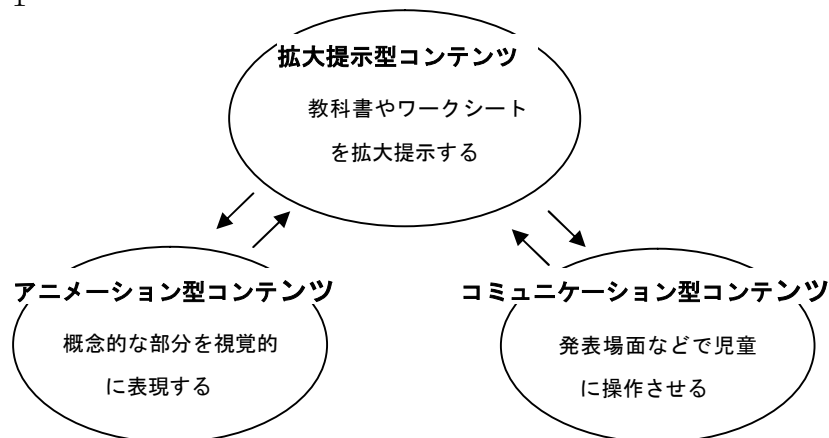 拡大提示型コンテンツ
教科書やワークシート
を拡大提示する
アニメーション型コンテンツ
概念的な部分を視覚的
に表現する
コミュニケーション型コンテンツ
発表場面などで児童
に操作させる